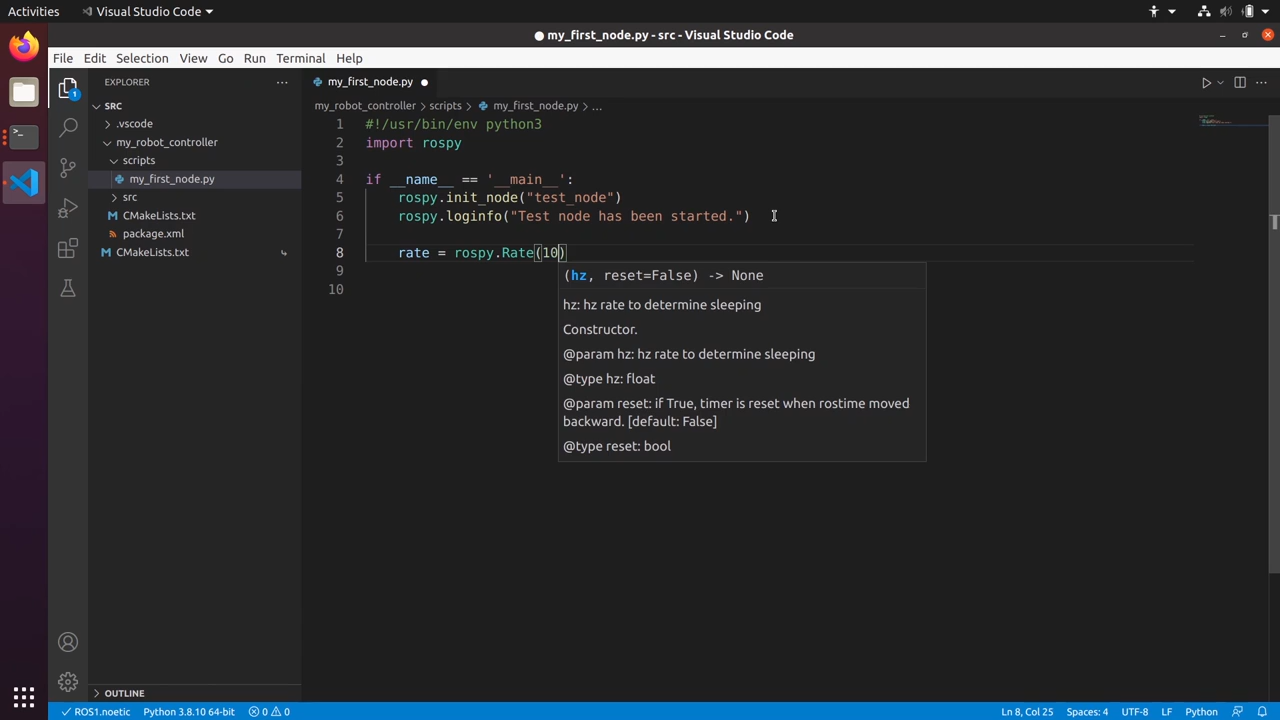 Activities
Visual Studio Code
my_first_node.py - src - Visual Studio Code
File Edit Selection View Go Run Terminal Help
EXPLORER
my_first_node.py
SRC
my_robot_controller > scripts > my_first_node.py > ...
.vscode
my_robot_controller
scripts
my_first_node.py
src
CMakeLists.txt
package.xml
CMakeLists.txt
1 #!/usr/bin/env python3
2 import rospy
3
4 if __name__ == '__main__':
5 rospy.init_node("test_node")
6 rospy.loginfo("Test node has been started.")
7
8 rate = rospy.Rate(10)
9
10
(hz, reset=False) -> None
hz: hz rate to determine sleeping
Constructor.
@param hz: hz rate to determine sleeping
@type hz: float
@param reset: if True, timer is reset when rostime moved
backward. [default: False]
@type reset: bool
1
OUTLINE
ROS1.noetic Python 3.8.10 64-bit 0 0 Ln 8, Col 25 Spaces: 4 UTF-8 LF Python